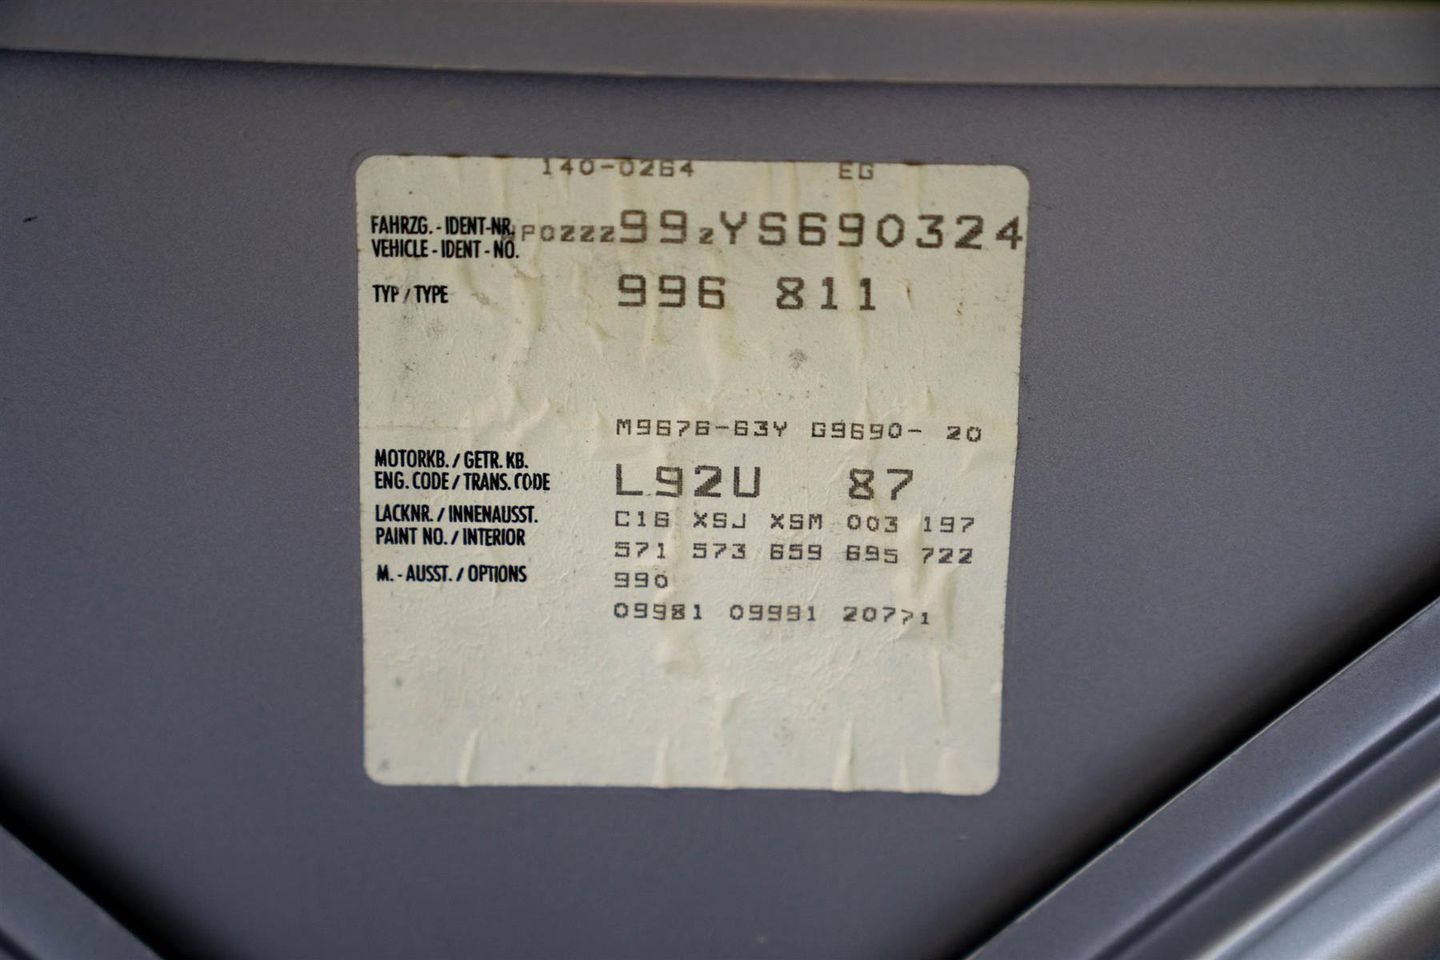 140-0264 EG
FAHRZG. - IDENT-NR. P0ZZZ99ZYS690324
VEHICLE - IDENT - NO.
TYP / TYPE 996 811
M9676-63Y G9690- 20
MOTORKB. / GETR. KB.
ENG. CODE / TRANS. CODE L92U 87
LACKNR. / INNENAUSST. C16 XSJ XSM 003 197
PAINT NO. / INTERIOR 571 573 659 695 722
M. - AUSST. / OPTIONS 990
09981 09991 20771